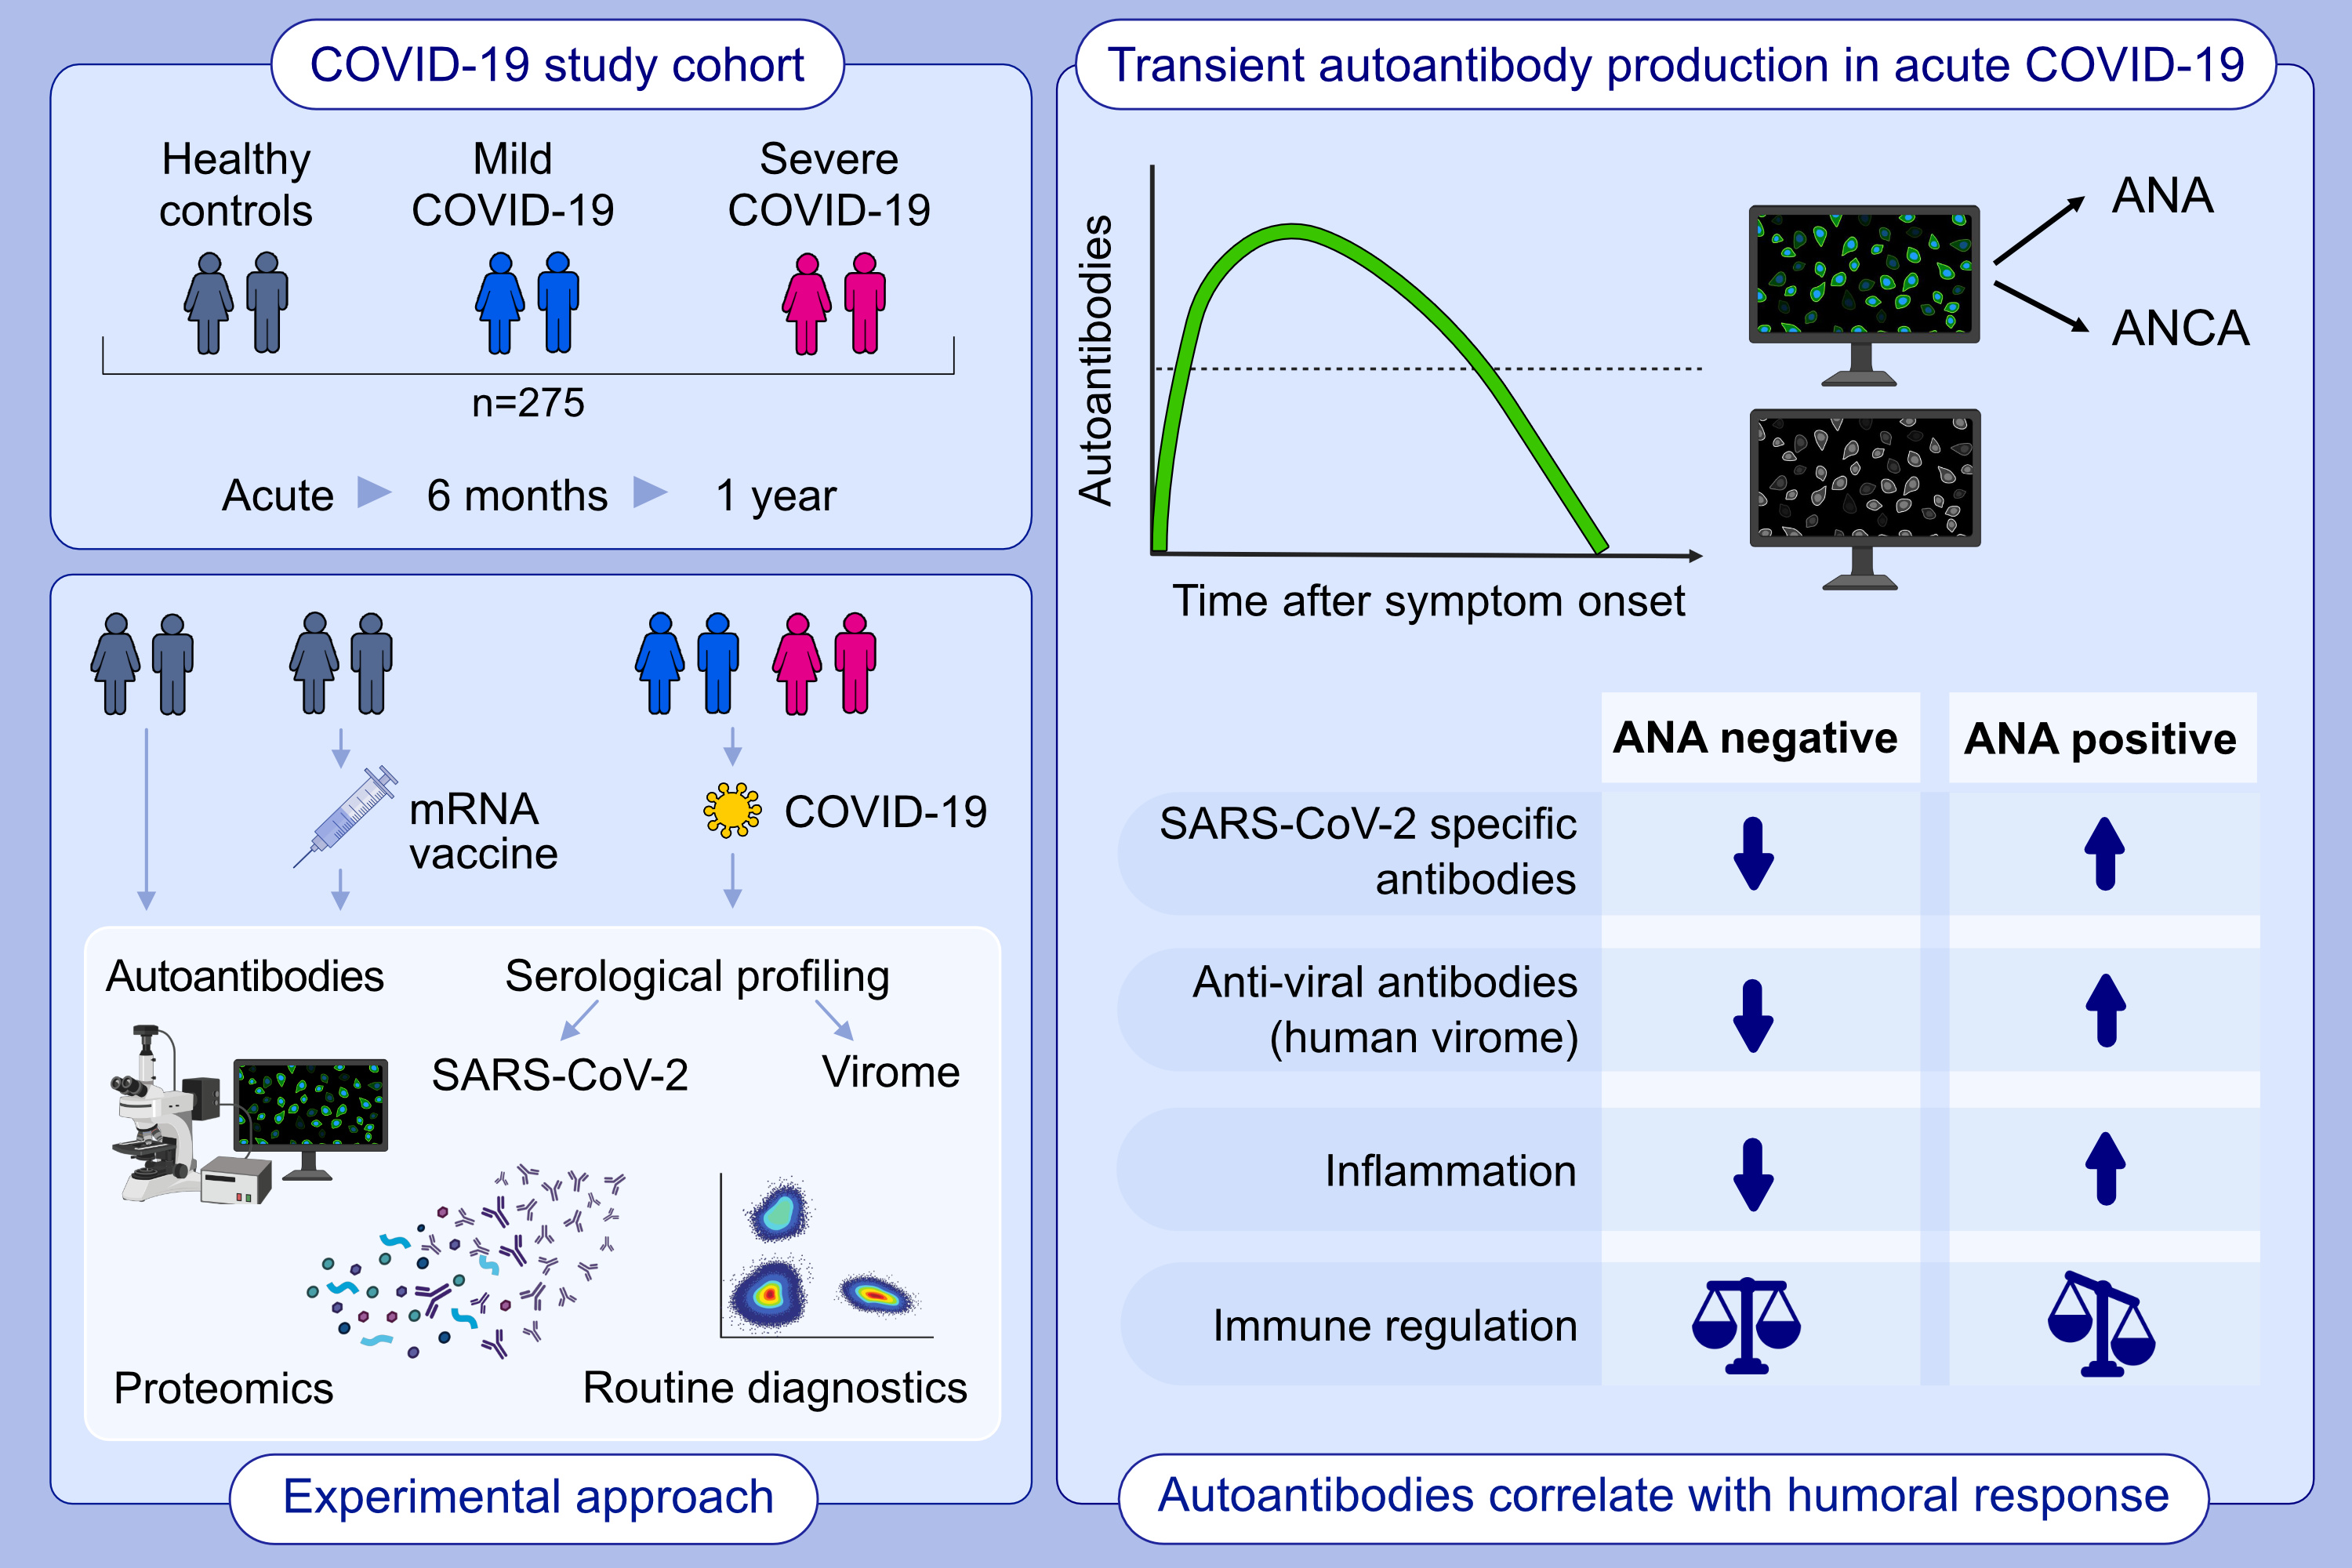 COVID-19 study cohort
Healthy
controls
Mild
COVID-19
Severe
COVID-19
n=275
Acute
6 months
1 year
mRNA
vaccine
COVID-19
Autoantibodies
Serological profiling
SARS-CoV-2
Virome
Proteomics
Routine diagnostics
Experimental approach
Transient autoantibody production in acute COVID-19
Autoantibodies
Time after symptom onset
ANA
ANCA
ANA negative
ANA positive
SARS-CoV-2 specific
antibodies
Anti-viral antibodies
(human virome)
Inflammation
Immune regulation
Autoantibodies correlate with humoral response